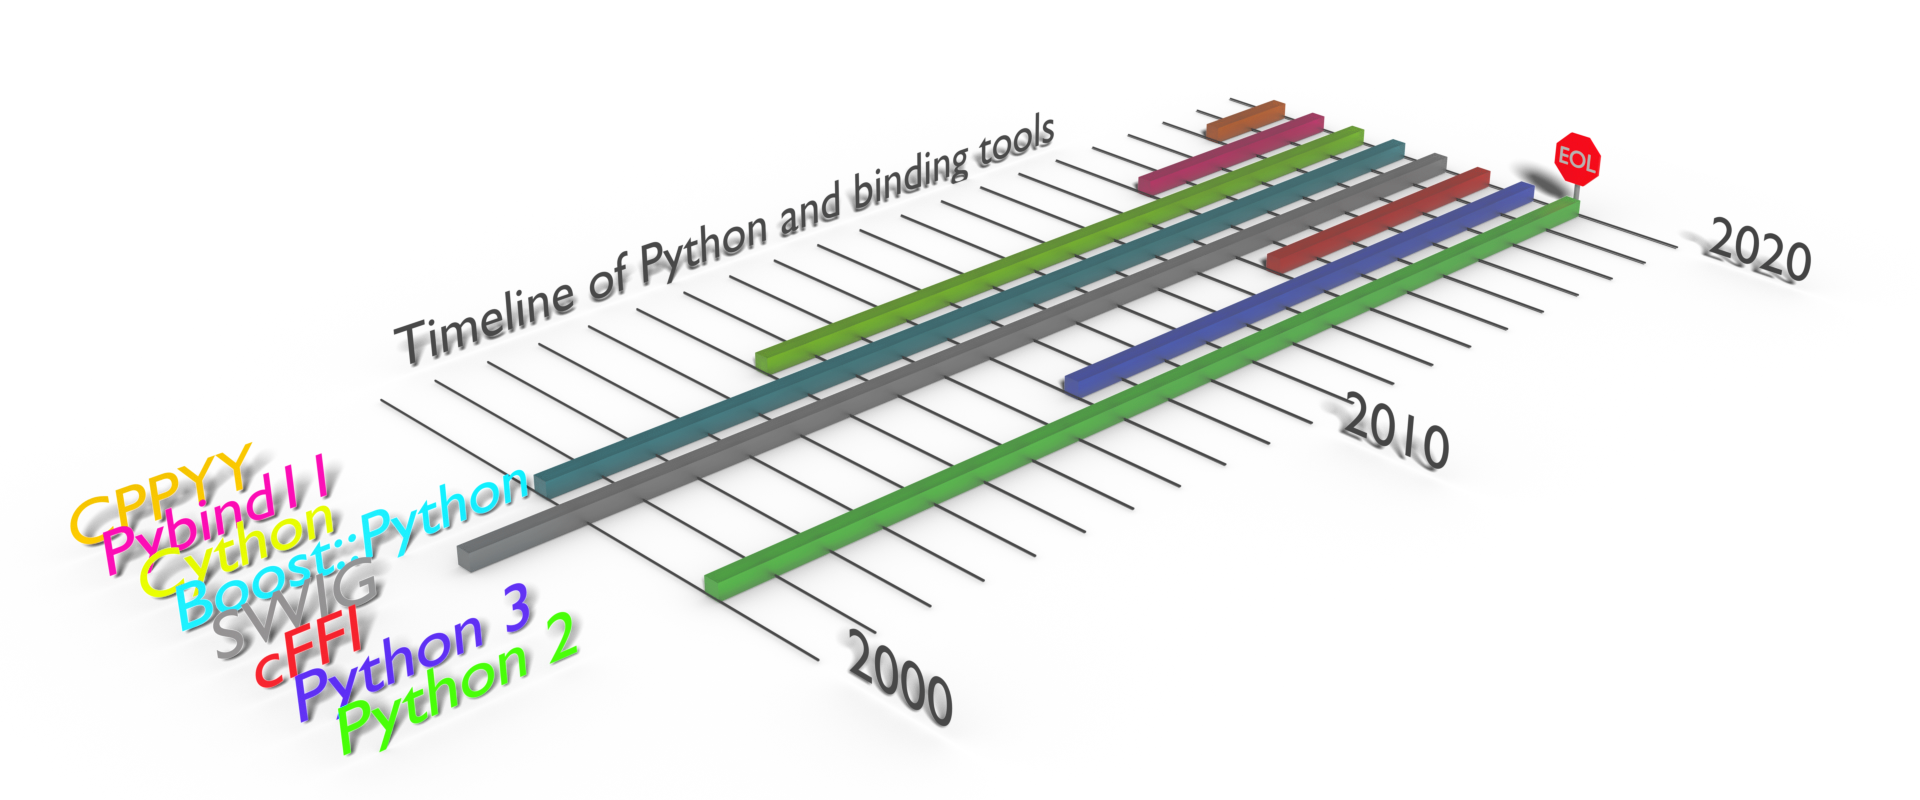 Timeline of Python and binding tools
EOL
2020
2010
2000
CPPYY
Pybind11
Cython
Boost::Python
SWIG
cFFI
Python 3
Python 2